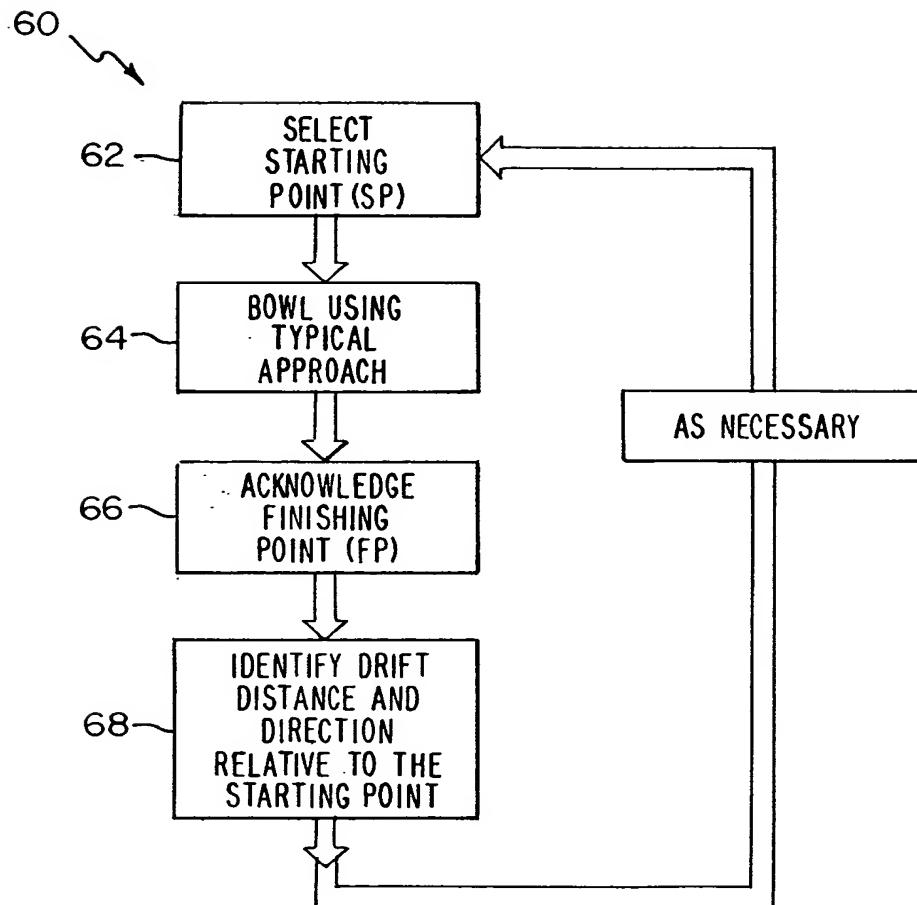 60
SELECT
STARTING
POINT (SP)
62
BOWL USING
TYPICAL
APPROACH
64
AS NECESSARY
ACKNOWLEDGE
FINISHING
POINT (FP)
66
IDENTIFY DRIFT
DISTANCE AND
DIRECTION
RELATIVE TO THE
STARTING POINT
68